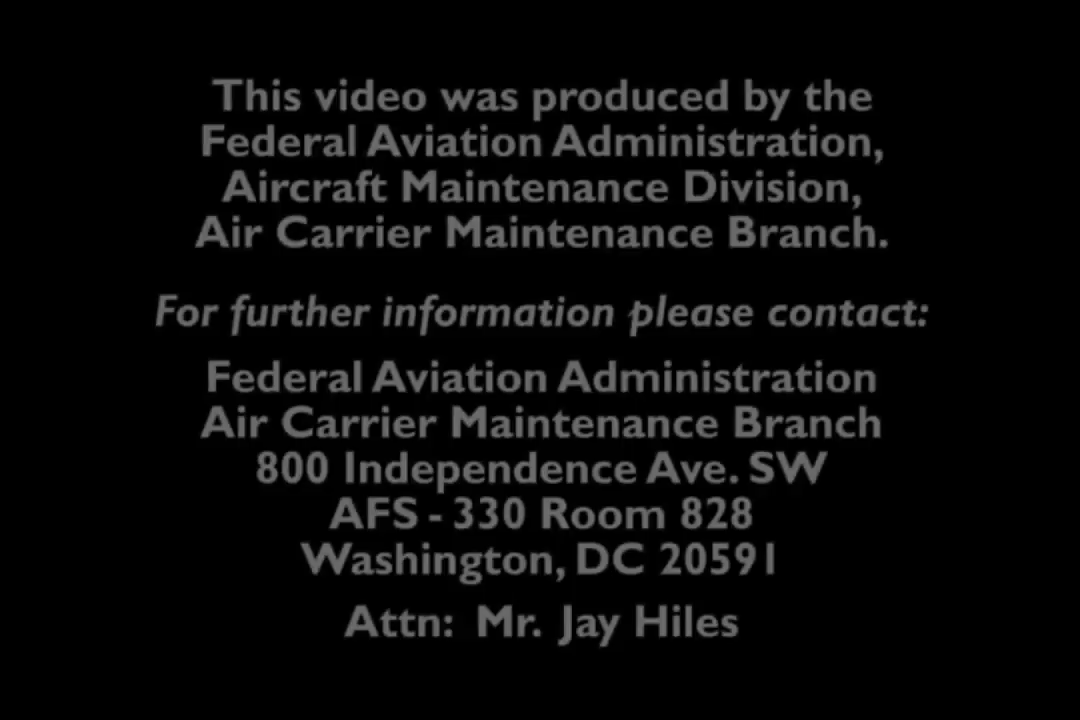 This video was produced by the
Federal Aviation Administration,
Aircraft Maintenance Division,
Air Carrier Maintenance Branch.
For further information please contact:
Federal Aviation Administration
Air Carrier Maintenance Branch
800 Independence Ave. SW
AFS - 330 Room 828
Washington, DC 20591
Attn: Mr. Jay Hiles